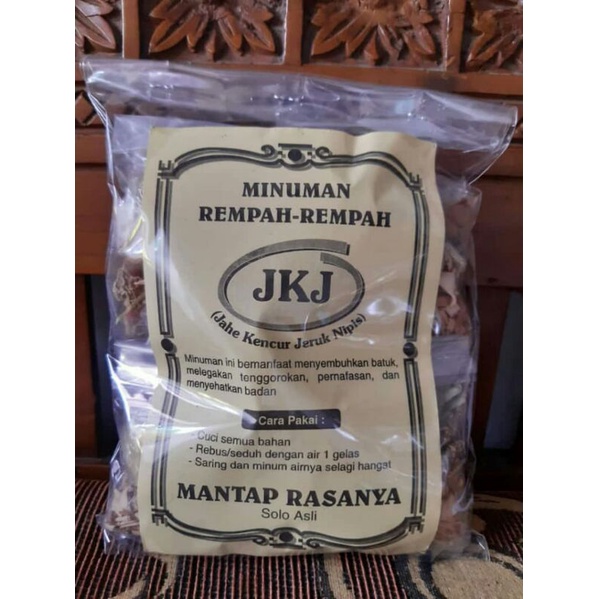 MINUMAN
REMPAH-REMPAH
JKJ
(Jahe Kencur Jeruk Nipis)
Minuman ini bemanfaat menyembuhkan batuk,
melegakan tenggorokan, pernafasan, dan
menyehatkan badan
Cara Pakai :
- Cuci semua bahan
- Rebus/seduh dengan air 1 gelas
- Saring dan minum airnya selagi hangat
MANTAP RASANYA
Solo Asli